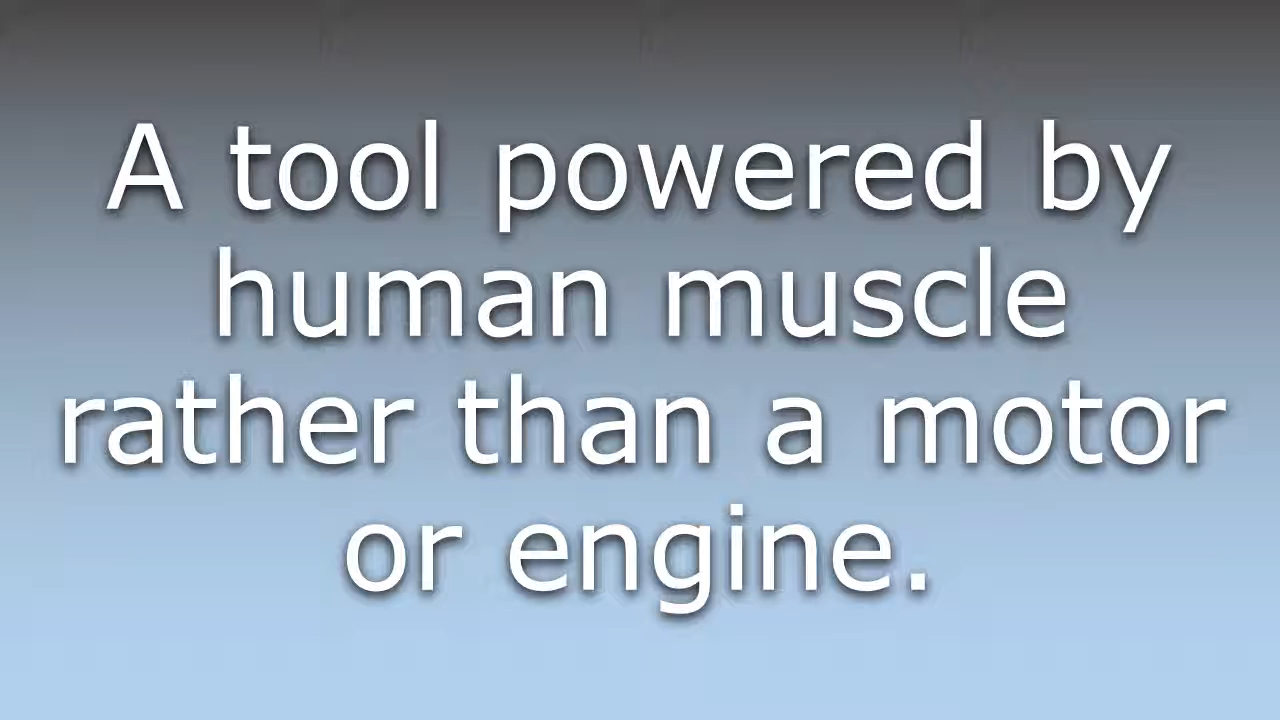 A tool powered by
human muscle
rather than a motor
or engine.